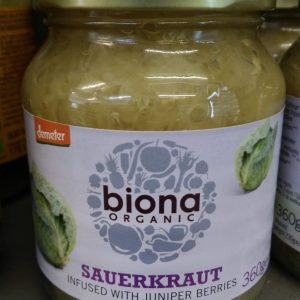 demeter
biona
ORGANIC
SAUERKRAUT
INFUSED WITH JUNIPER BERRIES
360g